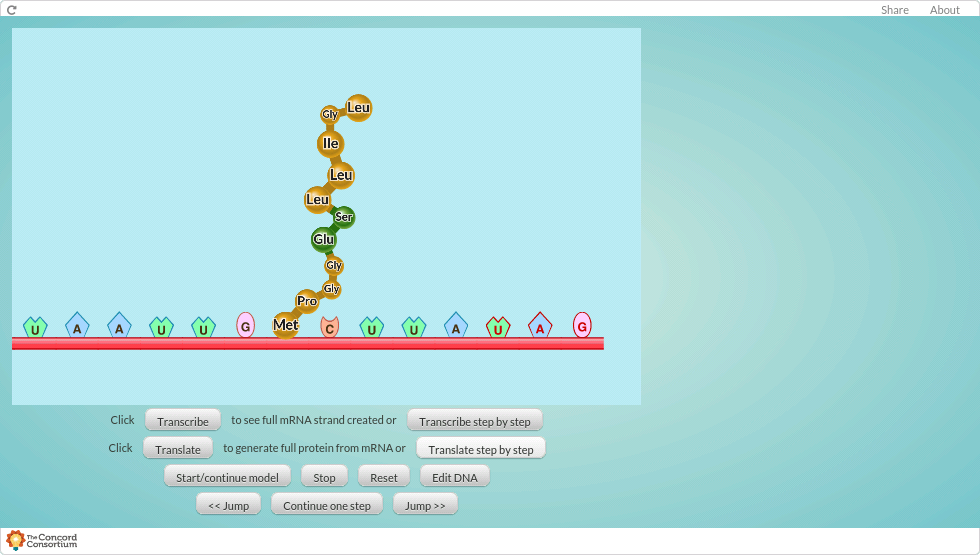 Share About
Leu
Gly
Ile
Leu
Leu
Ser
Glu
Gly
Gly
Pro
Met
U A A U U G C U U A U A G
Click Transcribe to see full mRNA strand created or Transcribe step by step
Click Translate to generate full protein from mRNA or Translate step by step
Start/continue model Stop Reset Edit DNA
<< Jump Continue one step Jump >>
The Concord
Consortium